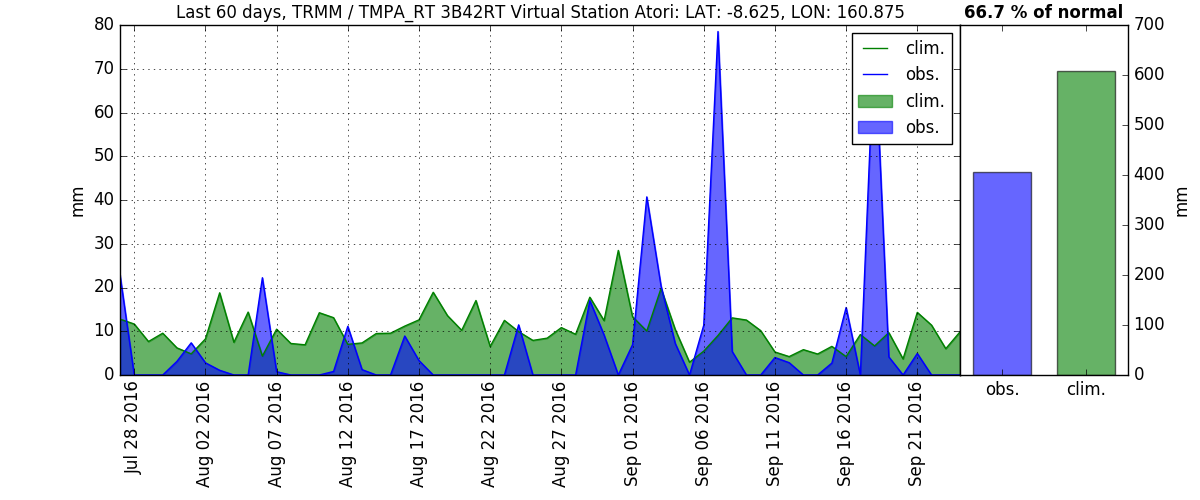 Last 60 days, TRMM / TMPA_RT 3B42RT Virtual Station Atori: LAT: -8.625, LON: 160.875
66.7 % of normal
80
70
60
50
40
30
20
10
0
mm
clim.
obs.
clim.
obs.
700
600
500
400
300
200
100
0
mm
Jul 28 2016
Aug 02 2016
Aug 07 2016
Aug 12 2016
Aug 17 2016
Aug 22 2016
Aug 27 2016
Sep 01 2016
Sep 06 2016
Sep 11 2016
Sep 16 2016
Sep 21 2016
obs.
clim.